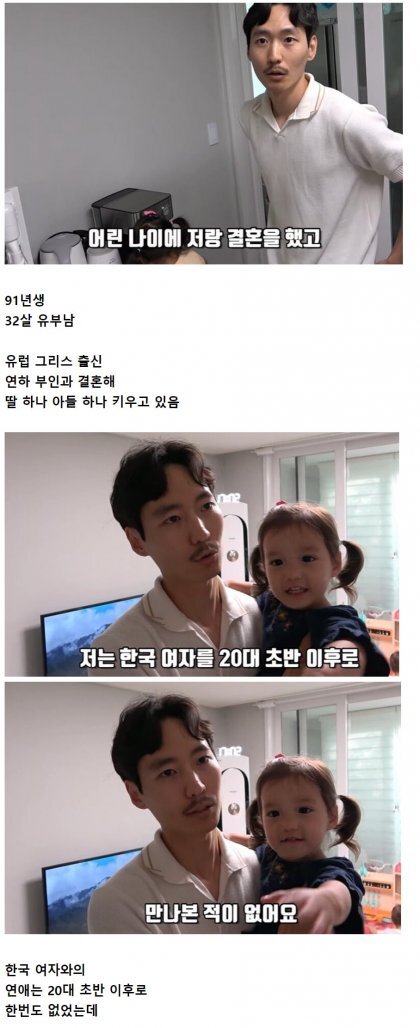 어린 나이에 저랑 결혼을 했고
91년생
32살 유부남
유럽 그리스 출신
연하 부인과 결혼해
딸 하나 아들 하나 키우고 있음
저는 한국 여자를 20대 초반 이후로
만나본 적이 없어요
한국 여자와의
연애는 20대 초반 이후로
한번도 없었는데